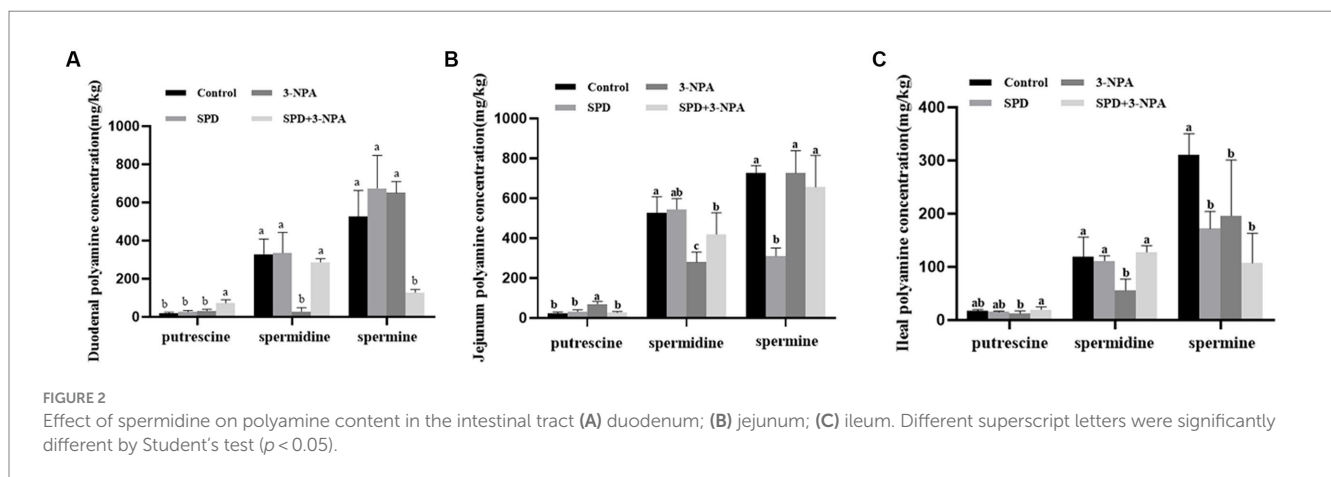 A
Control 3-NPA
SPD SPD+3-NPA
Duodenal polyamine concentration(mg/kg)
1000
800
600
400
200
0
b b b a
a a b a
a a a b
putrescine spermidine spermine
B
Control 3-NPA
SPD SPD+3-NPA
Jejunum polyamine concentration(mg/kg)
1000
800
600
400
200
0
b b a b
a ab c b
a b a a
putrescine spermidine spermine
C
Control 3-NPA
SPD SPD+3-NPA
Ileal polyamine concentration(mg/kg)
400
300
200
100
0
ab ab b a
a a b a
a b b b
putrescine spermidine spermine
FIGURE 2
Effect of spermidine on polyamine content in the intestinal tract (A) duodenum; (B) jejunum; (C) ileum. Different superscript letters were significantly
different by Student's test (p < 0.05).